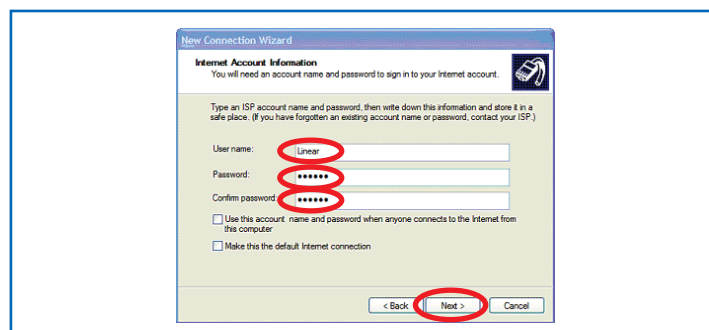 New Connection Wizard
Internet Account Information
You will need an account name and password to sign in to your Internet account.
Type an ISP account name and password, then write down this information and store it in a
safe place. (If you have forgotten an existing account name or password, contact your ISP.)
User name:
Linear
Password:
••••••
Confirm password:
••••••
Use this account name and password when anyone connects to the Internet from
this computer
Make this the default Internet connection
< Back
Next >
Cancel